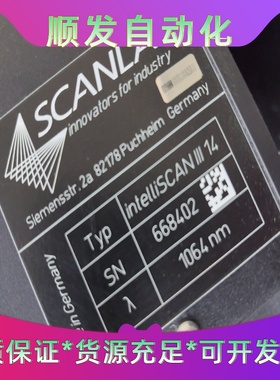 顺发自动化
SCANLA
innovators for industry
Siemensstr. 2a 82178 Puchheim Germany
Typ intelliSCAN III 14
SN 668402
λ 1064 nm
in Germany
质保证*货源充足*可开发